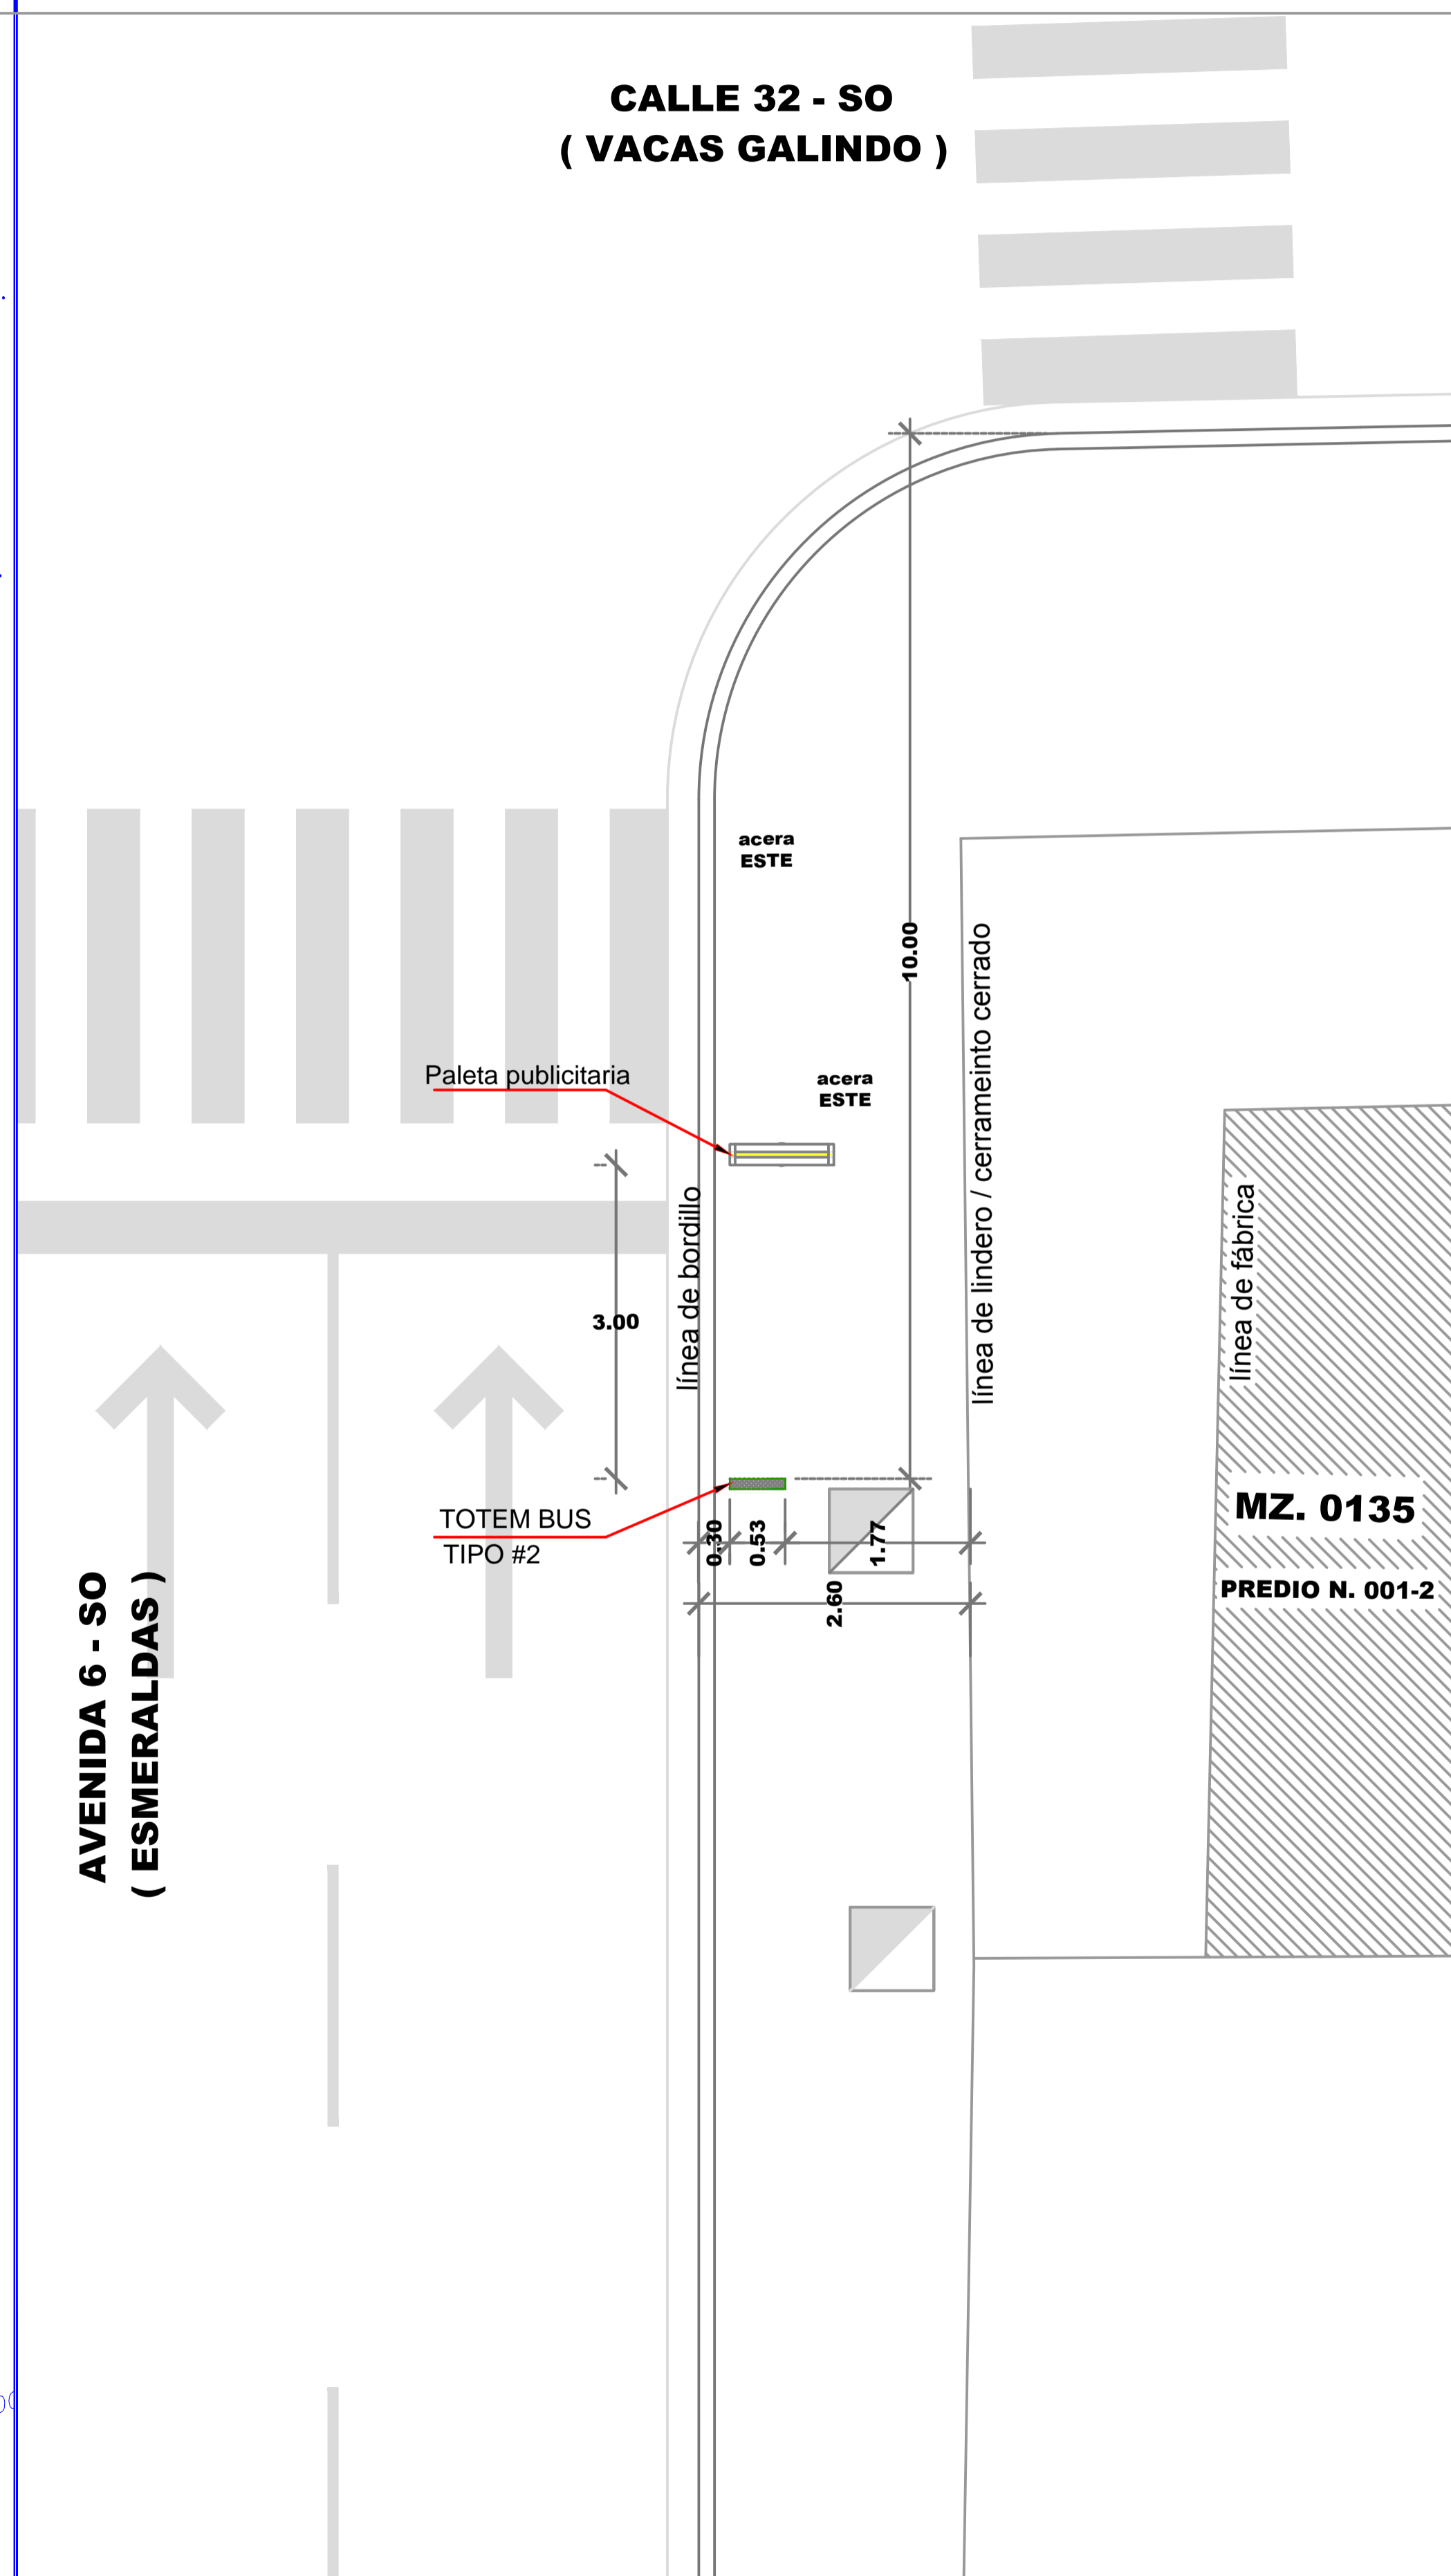 CALLE 32 - SO
( VACAS GALINDO )
acera
ESTE
10.00
línea de lindero / cerrameinto cerrado
Paleta publicitaria
acera
ESTE
línea de bordillo
línea de fábrica
3.00
TOTEM BUS
TIPO #2
0.30
0.53
1.77
2.60
MZ. 0135
PREDIO N. 001-2
AVENIDA 6 - SO
( ESMERALDAS )